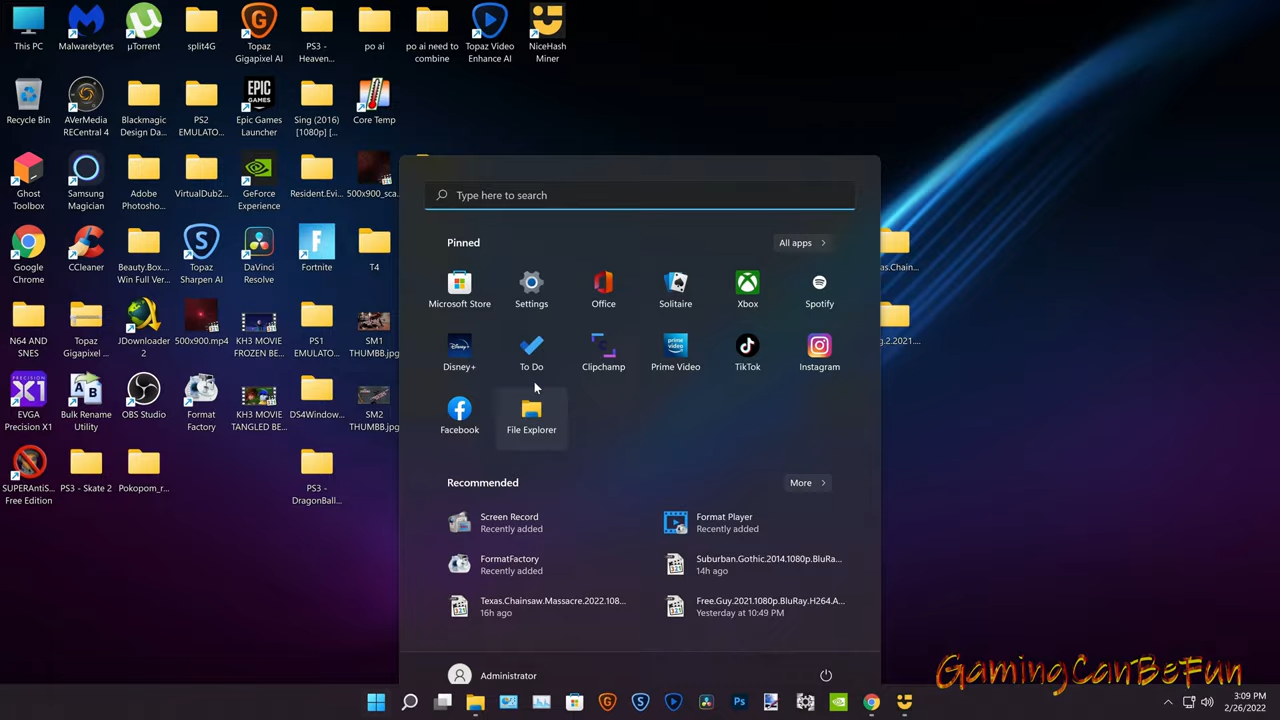 This PC
Malwarebytes
µTorrent
split4G
Topaz
Gigapixel AI
PS3 -
Heaven...
po ai
po ai need to
combine
Topaz Video
Enhance AI
NiceHash
Miner
Recycle Bin
AVerMedia
RECentral 4
Blackmagic
Design Da...
PS2
EMULATO...
Epic Games
Launcher
Sing (2016)
[1080p] [...
Core Temp
Ghost
Toolbox
Samsung
Magician
Adobe
Photosho...
VirtualDub2...
GeForce
Experience
Resident.Evi...
500x900_sca...
Google
Chrome
CCleaner
Beauty.Box....
Win Full Ver...
Topaz
Sharpen AI
DaVinci
Resolve
Fortnite
T4
as.Chain...
N64 AND
SNES
Topaz
Gigapixel ...
JDownloader
2
500x900.mp4
KH3 MOVIE
FROZEN BE...
PS1
EMULATO...
SM1
THUMBB.jpg
g.2.2021....
EVGA
Precision X1
Bulk Rename
Utility
OBS Studio
Format
Factory
KH3 MOVIE
TANGLED BE...
DS4Window...
SM2
THUMBB.jpg
SUPERAntiS...
Free Edition
PS3 - Skate 2
Pokopom_r...
PS3 -
DragonBall...
Type here to search
Pinned
All apps
Microsoft Store
Settings
Office
Solitaire
Xbox
Spotify
Disney+
To Do
Clipchamp
Prime Video
TikTok
Instagram
Facebook
File Explorer
Recommended
More
Screen Record
Recently added
Format Player
Recently added
FormatFactory
Recently added
Suburban.Gothic.2014.1080p.BluRa...
14h ago
Texas.Chainsaw.Massacre.2022.108...
16h ago
Free.Guy.2021.1080p.BluRay.H264.A...
Yesterday at 10:49 PM
Administrator
GamingCanBeFun
3:09 PM
2/26/2022